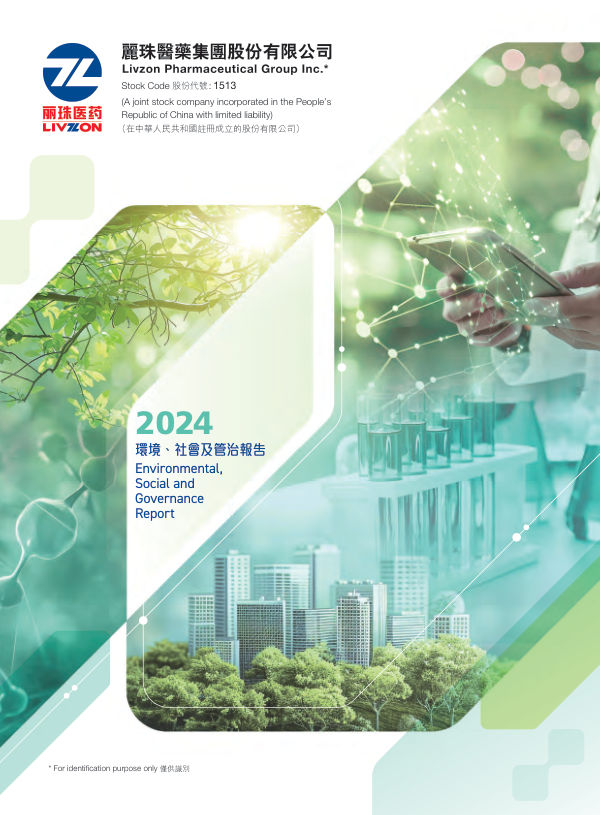 麗珠醫藥集團股份有限公司
Livzon Pharmaceutical Group Inc.*
Stock Code 股份代號 : 1513
(A joint stock company incorporated in the People's
Republic of China with limited liability)
(在中華人民共和國註冊成立的股份有限公司)
丽珠医药
LIVZON
2024
環境、社會及管治報告
Environmental,
Social and
Governance
Report
* For identification purpose only 僅供識別